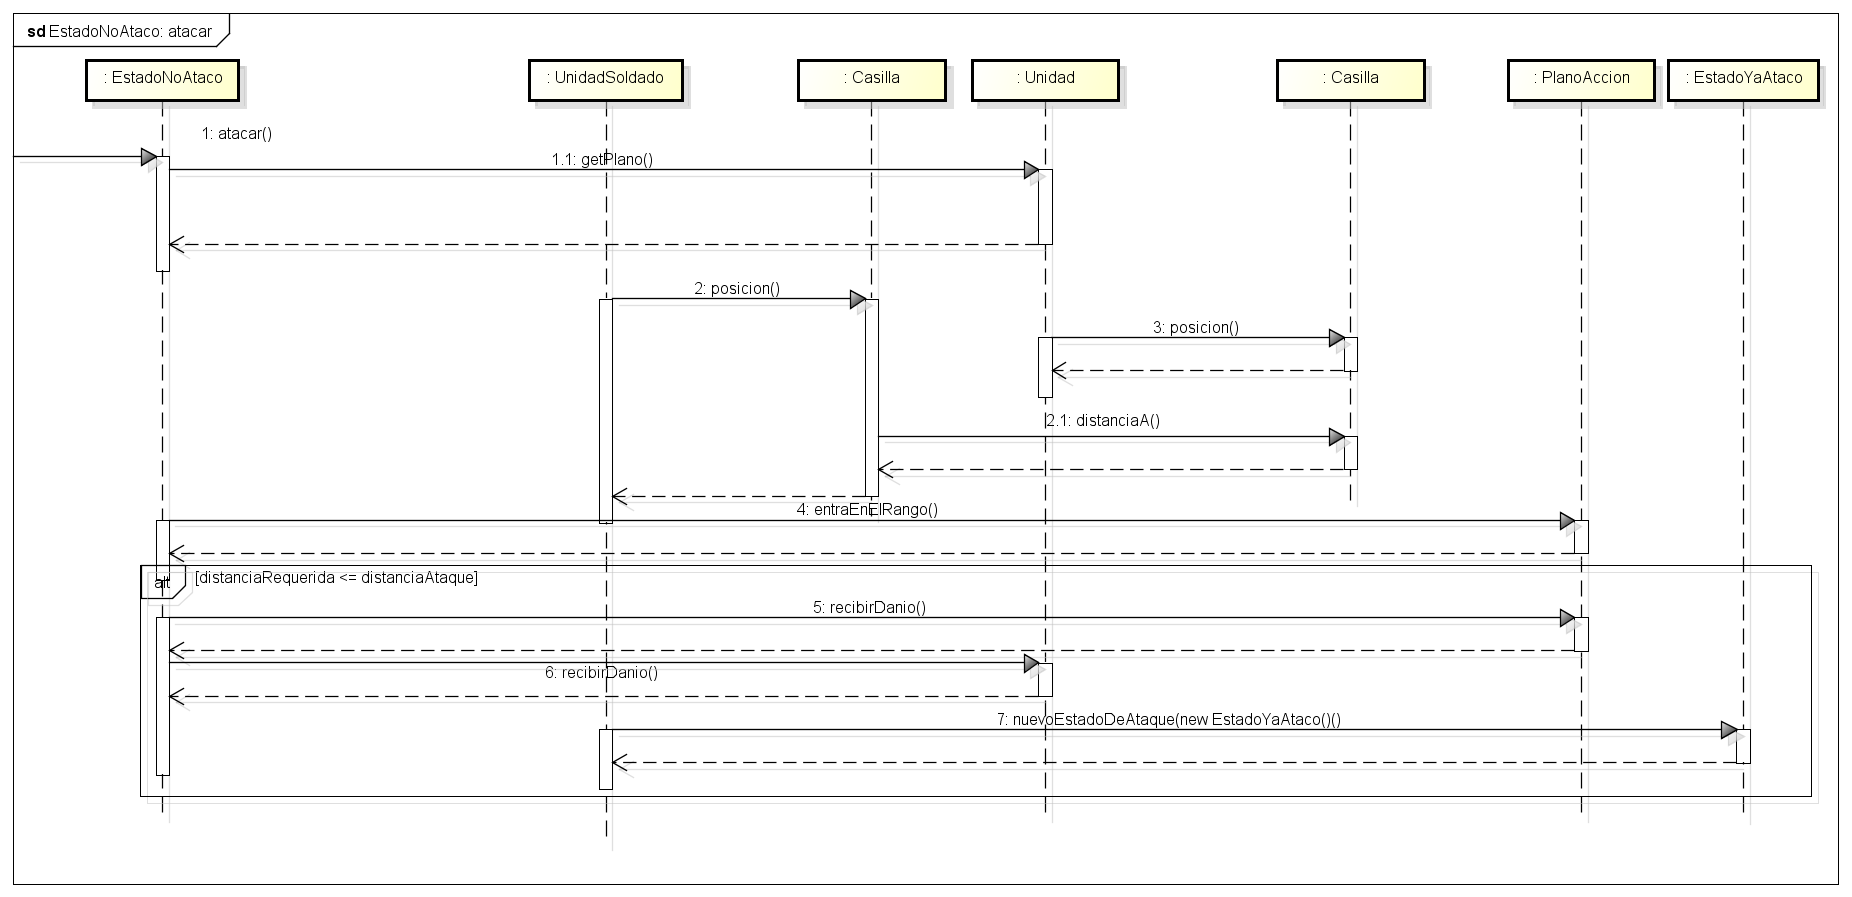 sd EstadoNoAtaco: atacar
: EstadoNoAtaco
: UnidadSoldado
: Casilla
: Unidad
: Casilla
: PlanoAccion
: EstadoYaAtaco
1: atacar()
1.1: getPlano()
2: posicion()
3: posicion()
2.1: distanciaA()
4: entraEnElRango()
alt
[distanciaRequerida <= distanciaAtaque]
5: recibirDanio()
6: recibirDanio()
7: nuevoEstadoDeAtaque(new EstadoYaAtaco()()